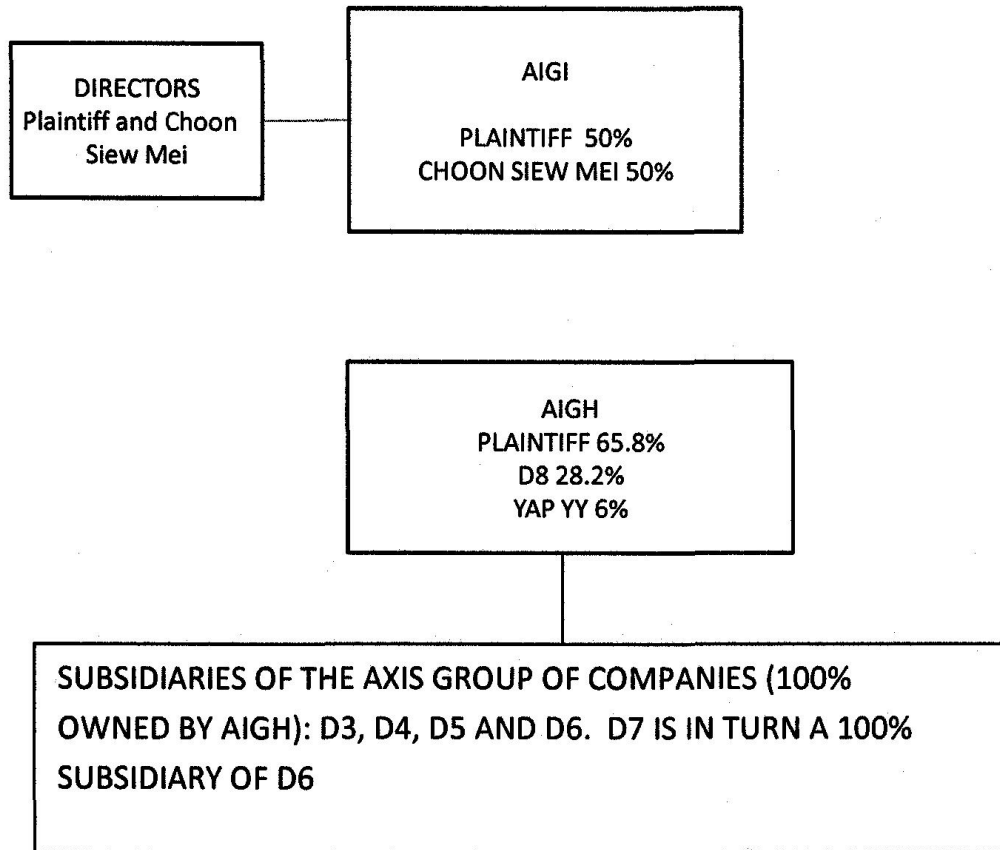 DIRECTORS
Plaintiff and Choon
Siew Mei
AIGI
PLAINTIFF 50%
CHOON SIEW MEI 50%
AIGH
PLAINTIFF 65.8%
D8 28.2%
YAP YY 6%
SUBSIDIARIES OF THE AXIS GROUP OF COMPANIES (100%
OWNED BY AIGH): D3, D4, D5 AND D6. D7 IS IN TURN A 100%
SUBSIDIARY OF D6